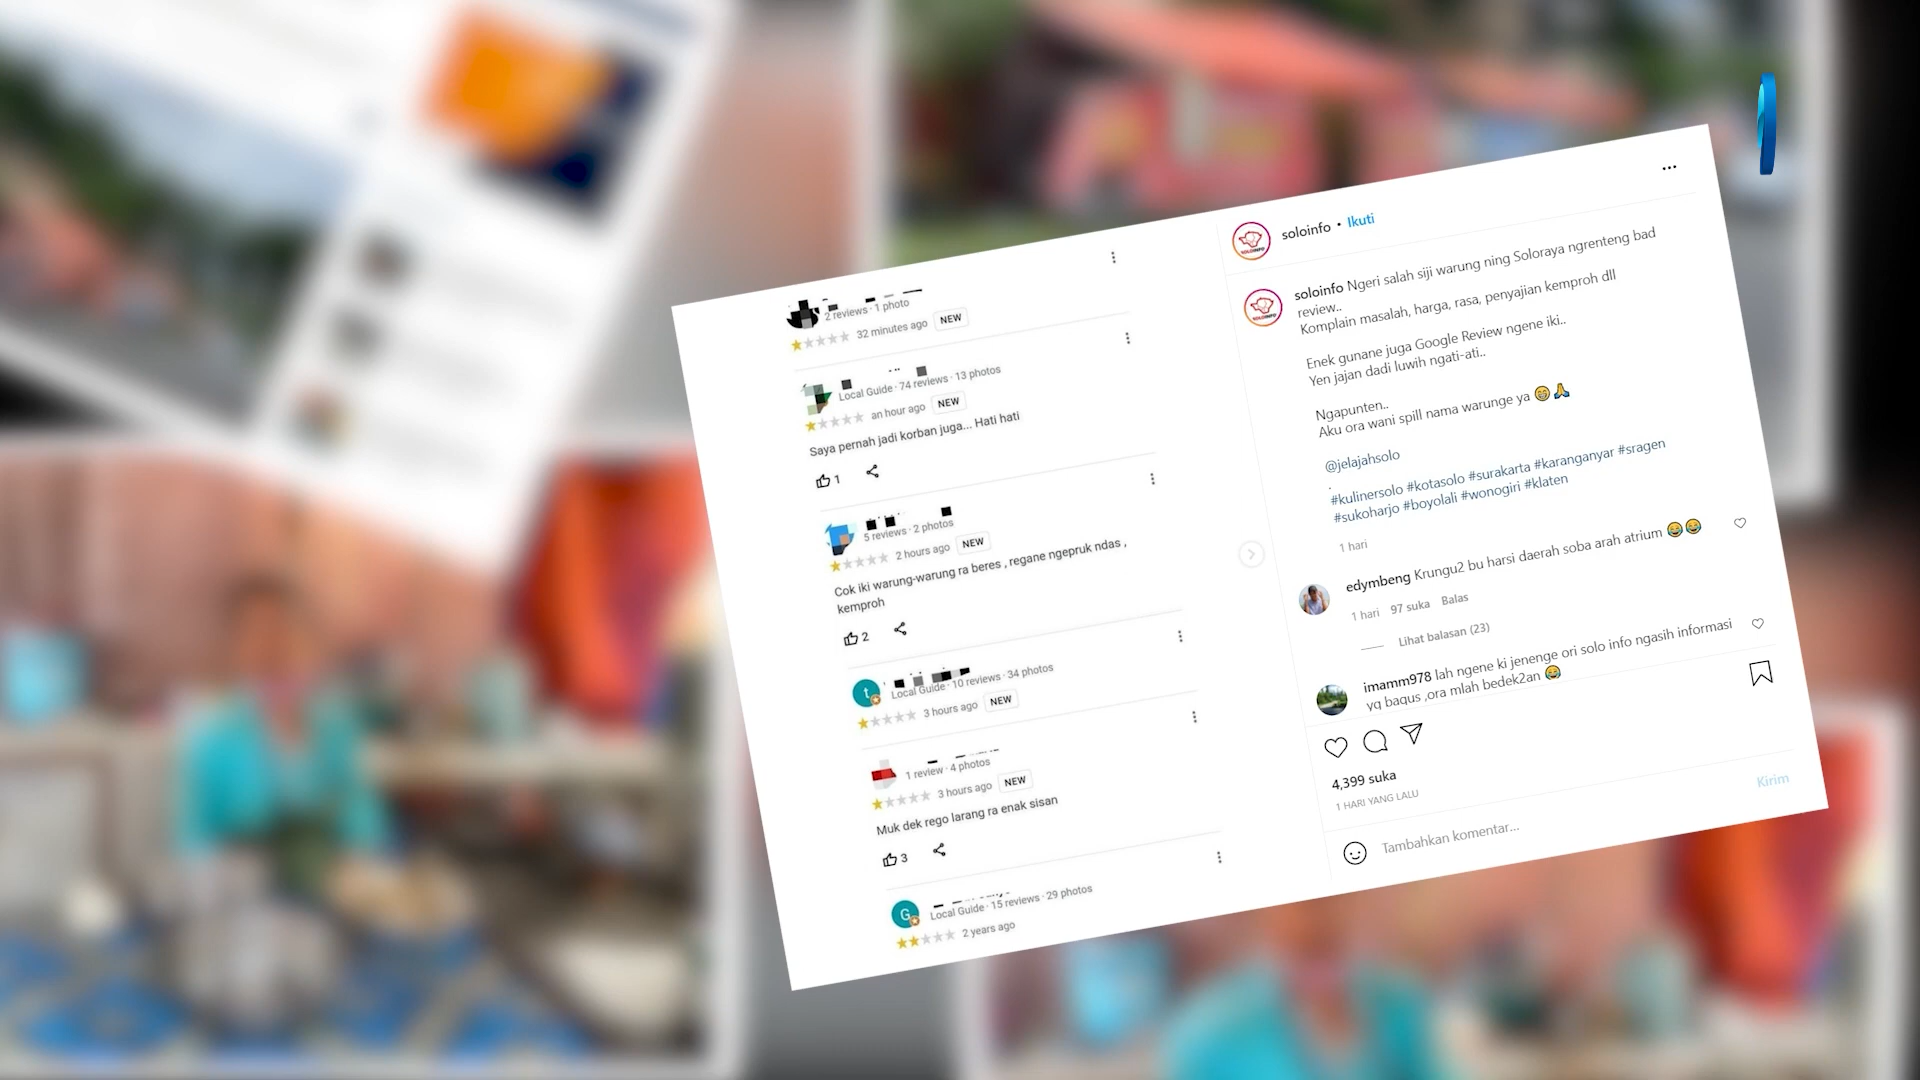 2 reviews · 1 photo
32 minutes ago NEW
Local Guide · 74 reviews · 13 photos
an hour ago NEW
Saya pernah jadi korban juga... Hati hati
1
5 reviews · 2 photos
2 hours ago NEW
Cok iki warung-warung ra beres , regane ngepruk ndas ,
kemproh
2
t
Local Guide · 10 reviews · 34 photos
3 hours ago NEW
1 review · 4 photos
3 hours ago NEW
Muk dek rego larang ra enak sisan
3
G
Local Guide · 15 reviews · 29 photos
2 years ago
soloinfo • Ikuti
SOLOINFO
soloinfo Ngeri salah siji warung ning Soloraya ngrenteng bad
review..
Komplain masalah, harga, rasa, penyajian kemproh dll
Enek gunane juga Google Review ngene iki..
Yen jajan dadi luwih ngati-ati..
Ngapunten..
Aku ora wani spill nama warunge ya 😁🙏
@jelajahsolo
.
#kulinersolo #kotasolo #surakarta #karanganyar #sragen
#sukoharjo #boyolali #wonogiri #klaten
1 hari
edymbeng Krungu2 bu harsi daerah soba arah atrium 😂😂
1 hari 97 suka Balas
Lihat balasan (23)
imamm978 lah ngene ki jenenge ori solo info ngasih informasi
yg bagus ,ora mlah bedek2an 😂
4,399 suka
1 HARI YANG LALU
Tambahkan komentar...
Kirim